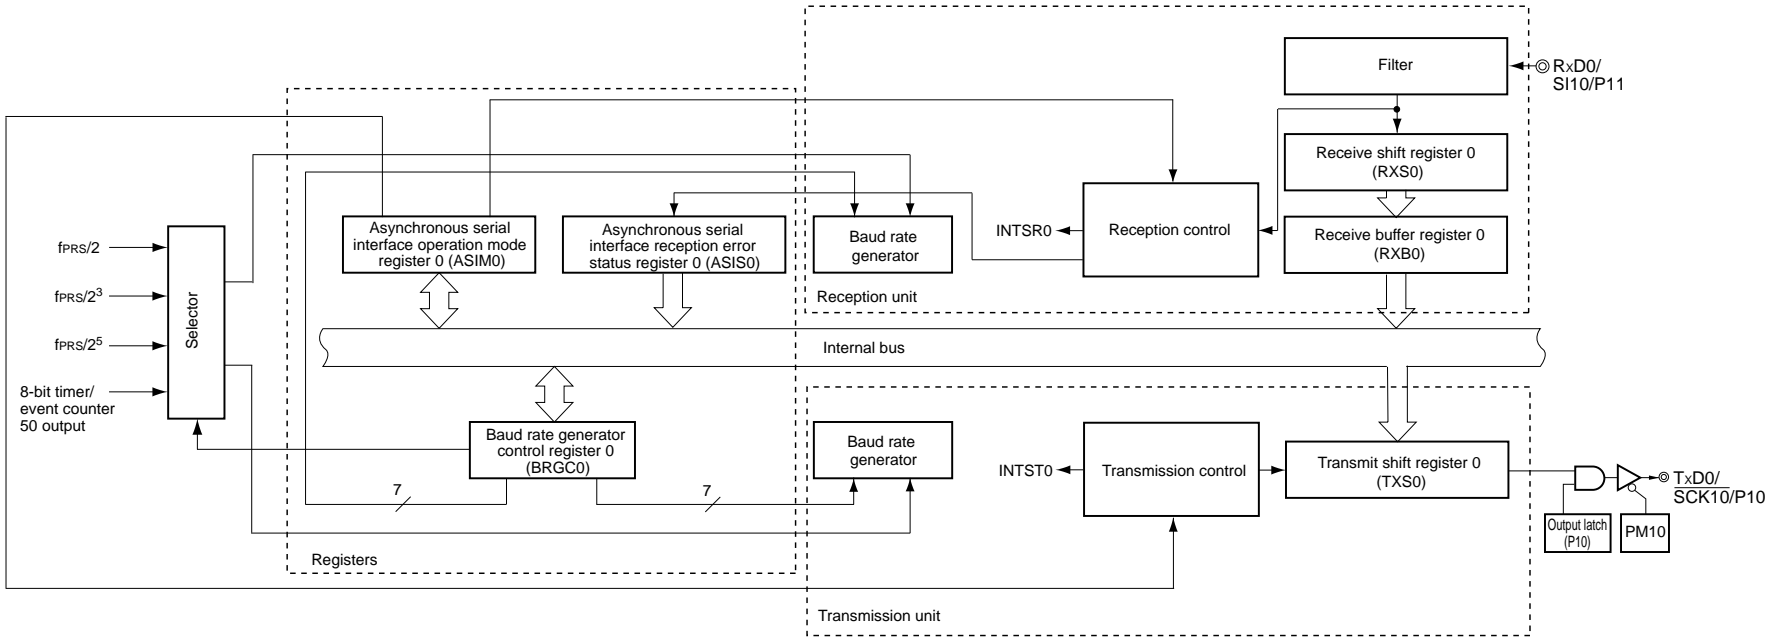 Filter
RxD0/
SI10/P11
Receive shift register 0
(RXS0)
Asynchronous serial
interface operation mode
register 0 (ASIM0)
Asynchronous serial
interface reception error
status register 0 (ASIS0)
Baud rate
generator
INTSR0
Reception control
Receive buffer register 0
(RXB0)
Reception unit
fPRS/2
fPRS/2³
fPRS/2⁵
8-bit timer/
event counter
50 output
Selector
Internal bus
Baud rate generator
control register 0
(BRGC0)
7
7
Baud rate
generator
INTST0
Transmission control
Transmit shift register 0
(TXS0)
TxD0/
SCK10/P10
Output latch
(P10)
PM10
Registers
Transmission unit